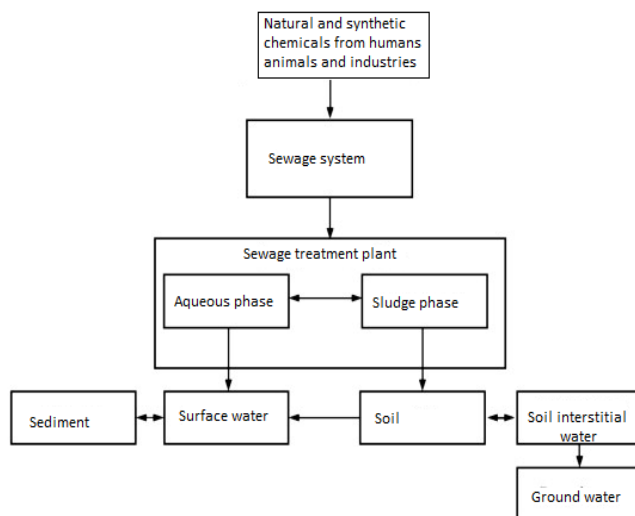 Natural and synthetic
chemicals from humans
animals and industries
Sewage system
Sewage treatment plant
Aqueous phase
Sludge phase
Sediment
Surface water
Soil
Soil interstitial
water
Ground water